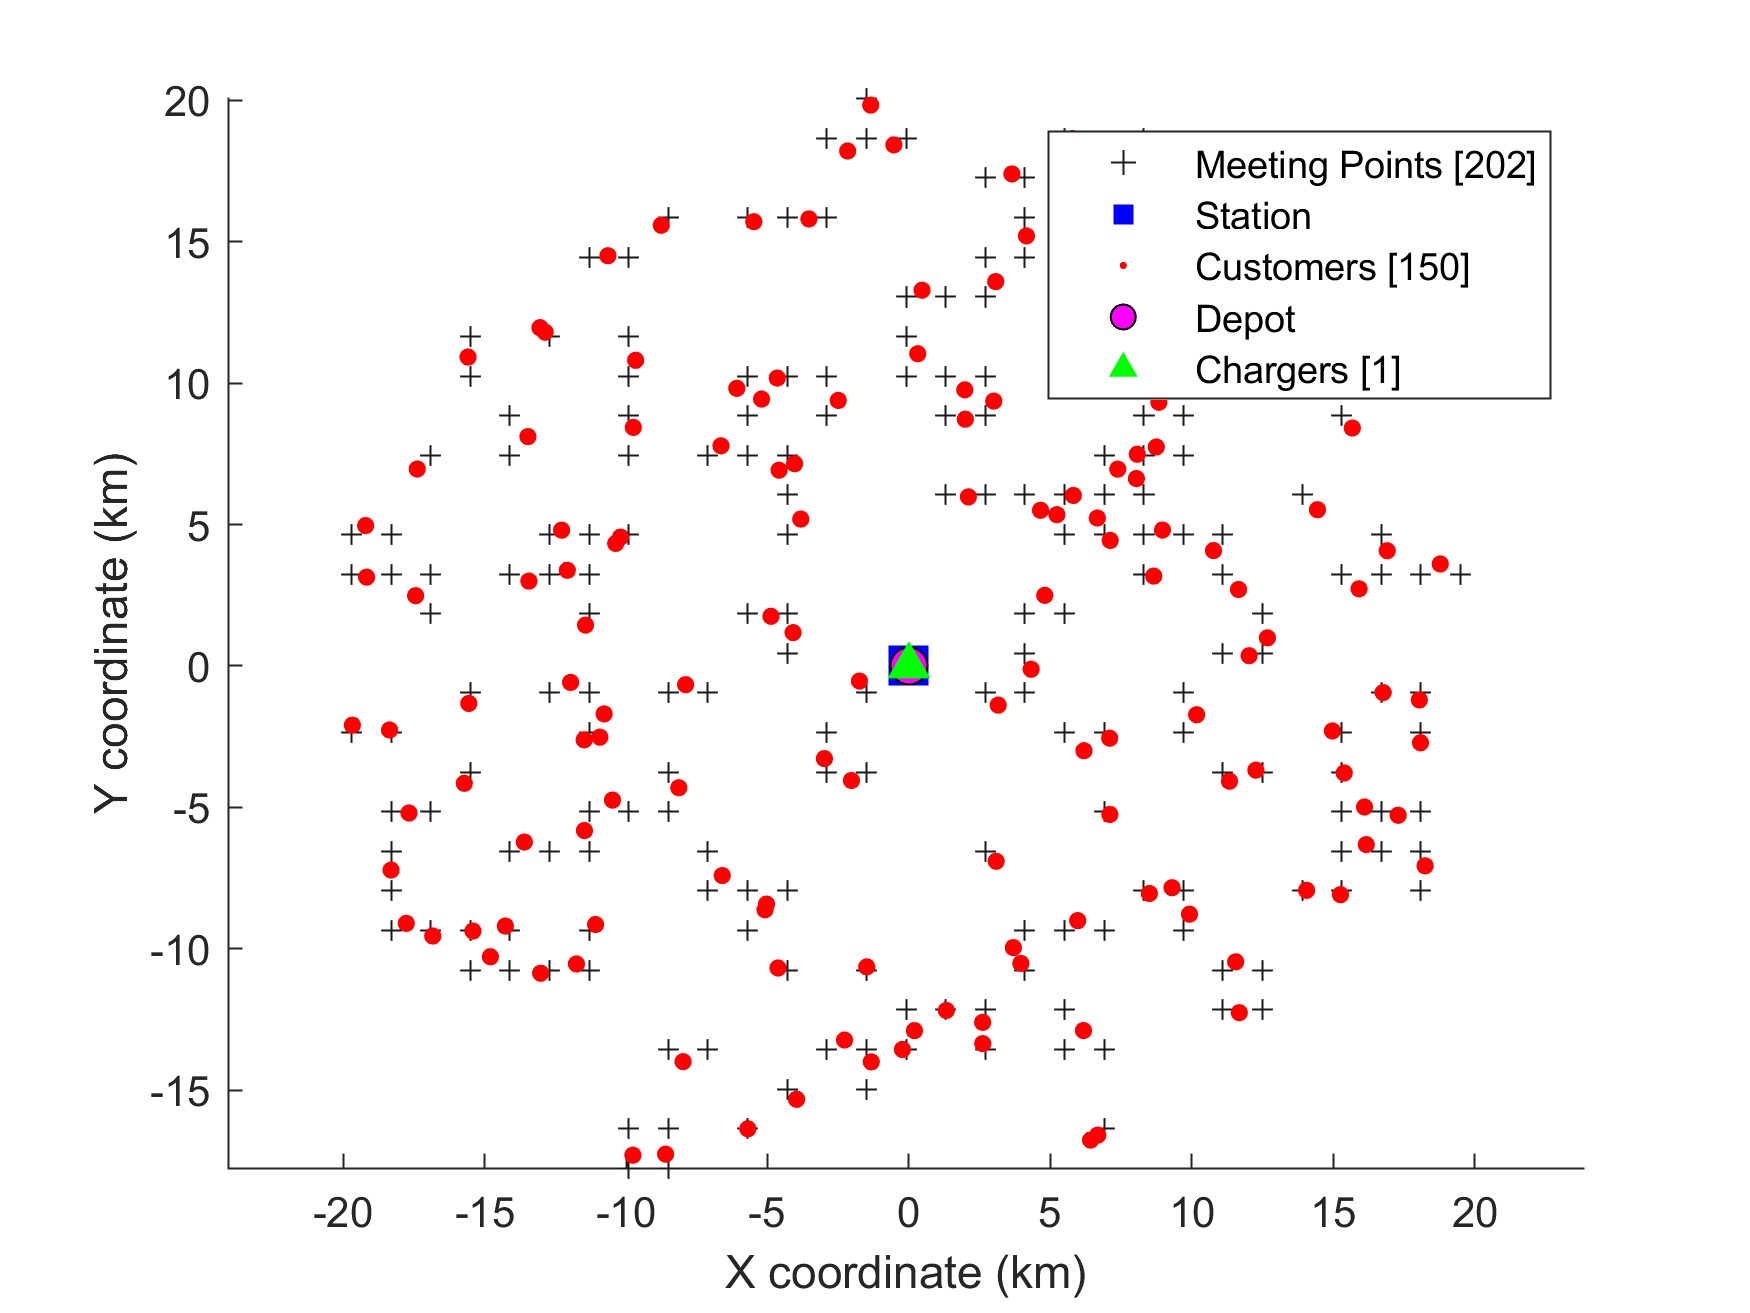 20
15
10
5
0
-5
-10
-15
Y coordinate (km)
Meeting Points [202]
Station
Customers [150]
Depot
Chargers [1]
-20 -15 -10 -5 0 5 10 15 20
X coordinate (km)